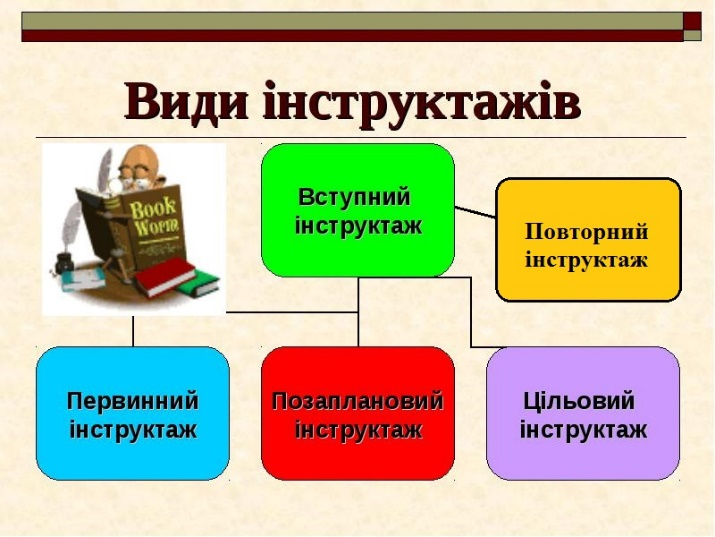 Види інструктажів
Book
Worm
Вступний
інструктаж
Повторний
інструктаж
Первинний
інструктаж
Позаплановий
інструктаж
Цільовий
інструктаж